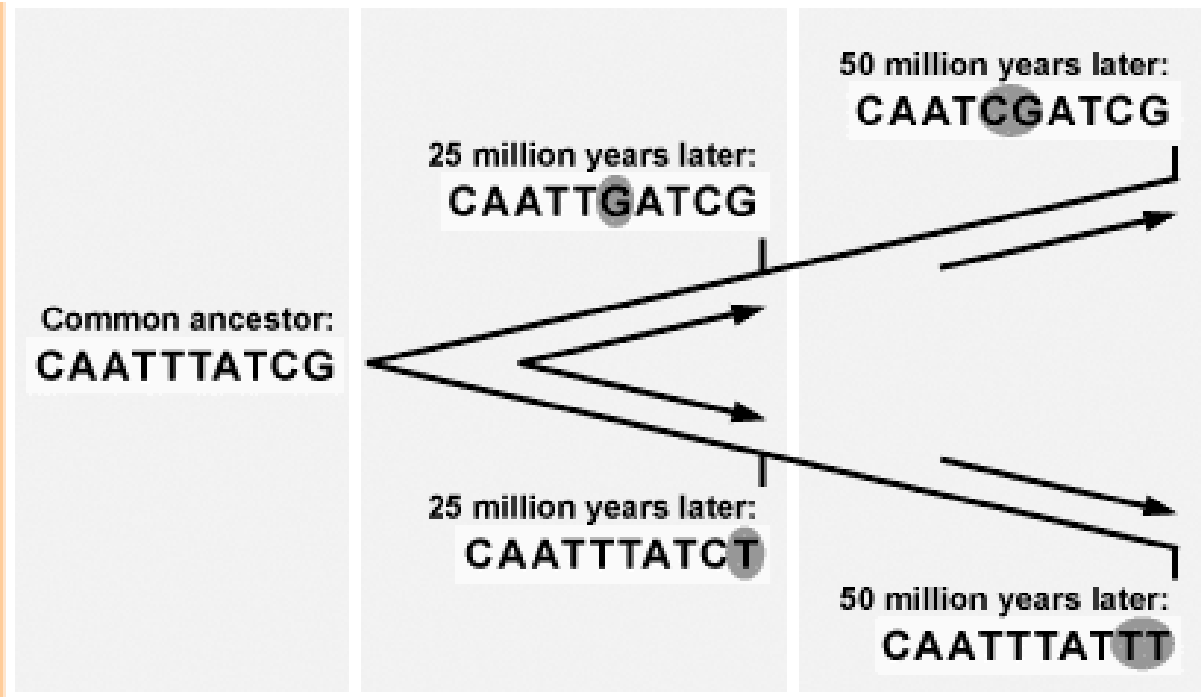 Common ancestor:
CAATTTATCG
25 million years later:
CAATTGATCG
25 million years later:
CAATTTATCT
50 million years later:
CAATCGATCG
50 million years later:
CAATTTATTT